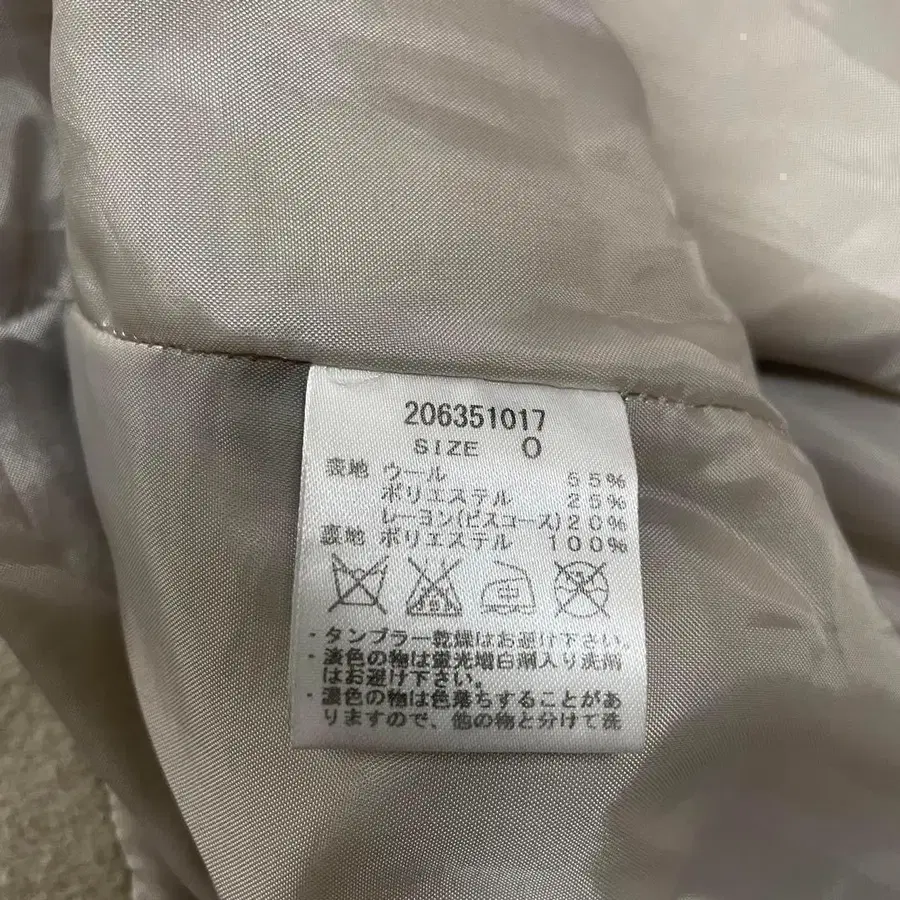 206351017
SIZE 0
表地 ウール 55%
ポリエステル 25%
レーヨン(ビスコース)20%
裏地 ポリエステル 100%
・タンブラー乾燥はお避け下さい。
・淡色の物は蛍光増白剤入り洗剤
はお避け下さい。
・濃色の物は色落ちすることがあ
りますので、他の物と分けて洗